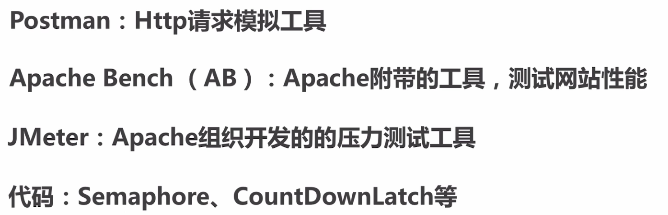 Postman：Http请求模拟工具
Apache Bench（AB）：Apache附带的工具，测试网站性能
JMeter：Apache组织开发的的压力测试工具
代码：Semaphore、CountDownLatch等